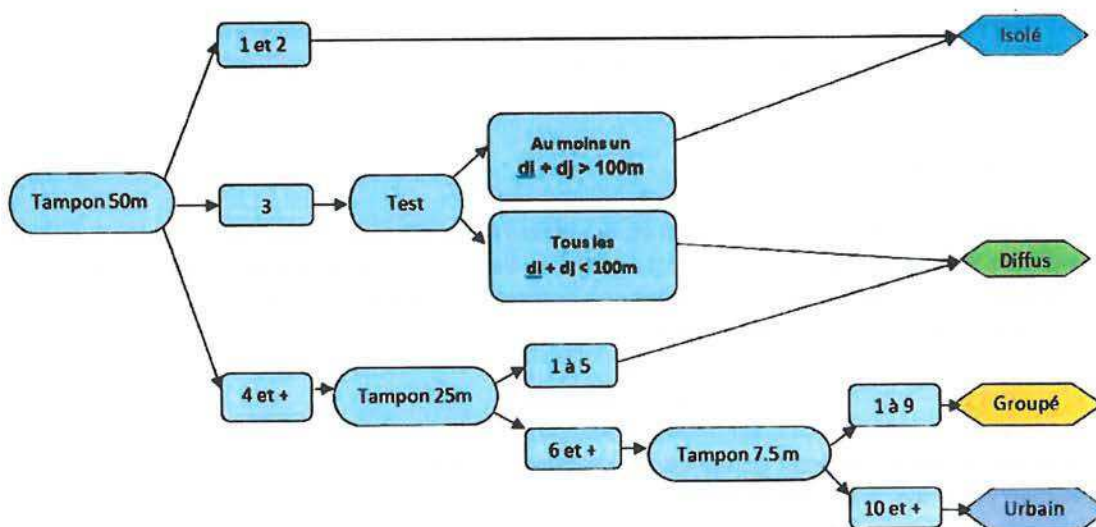 1 et 2
Isolé
Au moins un
di + dj > 100m
Tampon 50m
3
Test
Tous les
di + dj < 100m
Diffus
1 à 5
4 et +
Tampon 25m
1 à 9
Groupé
6 et +
Tampon 7.5 m
10 et +
Urbain